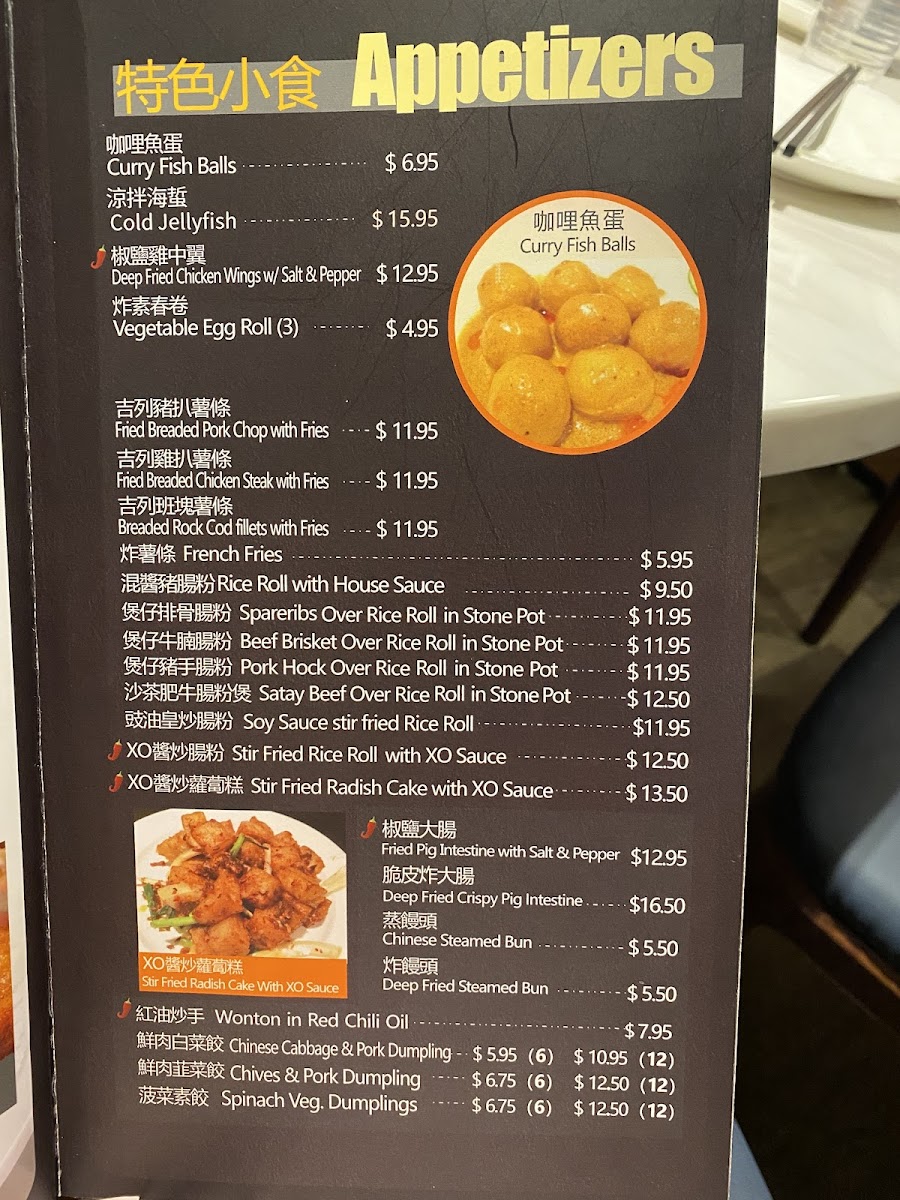 特色小食 Appetizers
咖哩魚蛋
Curry Fish Balls $ 6.95
涼拌海蜇
Cold Jellyfish $ 15.95
椒鹽雞中翼
Deep Fried Chicken Wings w/ Salt & Pepper $ 12.95
炸素春卷
Vegetable Egg Roll (3) $ 4.95
咖哩魚蛋
Curry Fish Balls
吉列豬扒薯條
Fried Breaded Pork Chop with Fries $ 11.95
吉列雞扒薯條
Fried Breaded Chicken Steak with Fries $ 11.95
吉列班塊薯條
Breaded Rock Cod fillets with Fries $ 11.95
炸薯條 French Fries $ 5.95
混醬豬腸粉 Rice Roll with House Sauce $ 9.50
煲仔排骨腸粉 Spareribs Over Rice Roll in Stone Pot $ 11.95
煲仔牛腩腸粉 Beef Brisket Over Rice Roll in Stone Pot $ 11.95
煲仔豬手腸粉 Pork Hock Over Rice Roll in Stone Pot $ 11.95
沙茶肥牛腸粉煲 Satay Beef Over Rice Roll in Stone Pot $ 12.50
豉油皇炒腸粉 Soy Sauce stir fried Rice Roll $11.95
XO醬炒腸粉 Stir Fried Rice Roll with XO Sauce $ 12.50
XO醬炒蘿蔔糕 Stir Fried Radish Cake with XO Sauce $ 13.50
XO醬炒蘿蔔糕
Stir Fried Radish Cake With XO Sauce
椒鹽大腸
Fried Pig Intestine with Salt & Pepper $12.95
脆皮炸大腸
Deep Fried Crispy Pig Intestine $16.50
蒸饅頭
Chinese Steamed Bun $ 5.50
炸饅頭
Deep Fried Steamed Bun $ 5.50
紅油炒手 Wonton in Red Chili Oil $ 7.95
鮮肉白菜餃 Chinese Cabbage & Pork Dumpling $ 5.95 (6) $ 10.95 (12)
鮮肉韮菜餃 Chives & Pork Dumpling $ 6.75 (6) $ 12.50 (12)
菠菜素餃 Spinach Veg. Dumplings $ 6.75 (6) $ 12.50 (12)